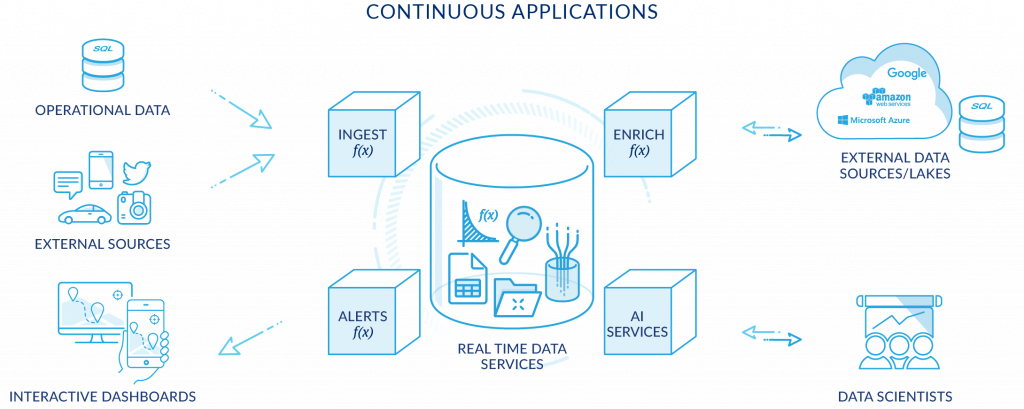 CONTINUOUS APPLICATIONS
SQL
OPERATIONAL DATA
EXTERNAL SOURCES
INTERACTIVE DASHBOARDS
INGEST
f(x)
ENRICH
f(x)
f(x)
ALERTS
f(x)
AI
SERVICES
REAL TIME DATA
SERVICES
Google
amazon
web services
Microsoft Azure
SQL
EXTERNAL DATA
SOURCES/LAKES
DATA SCIENTISTS